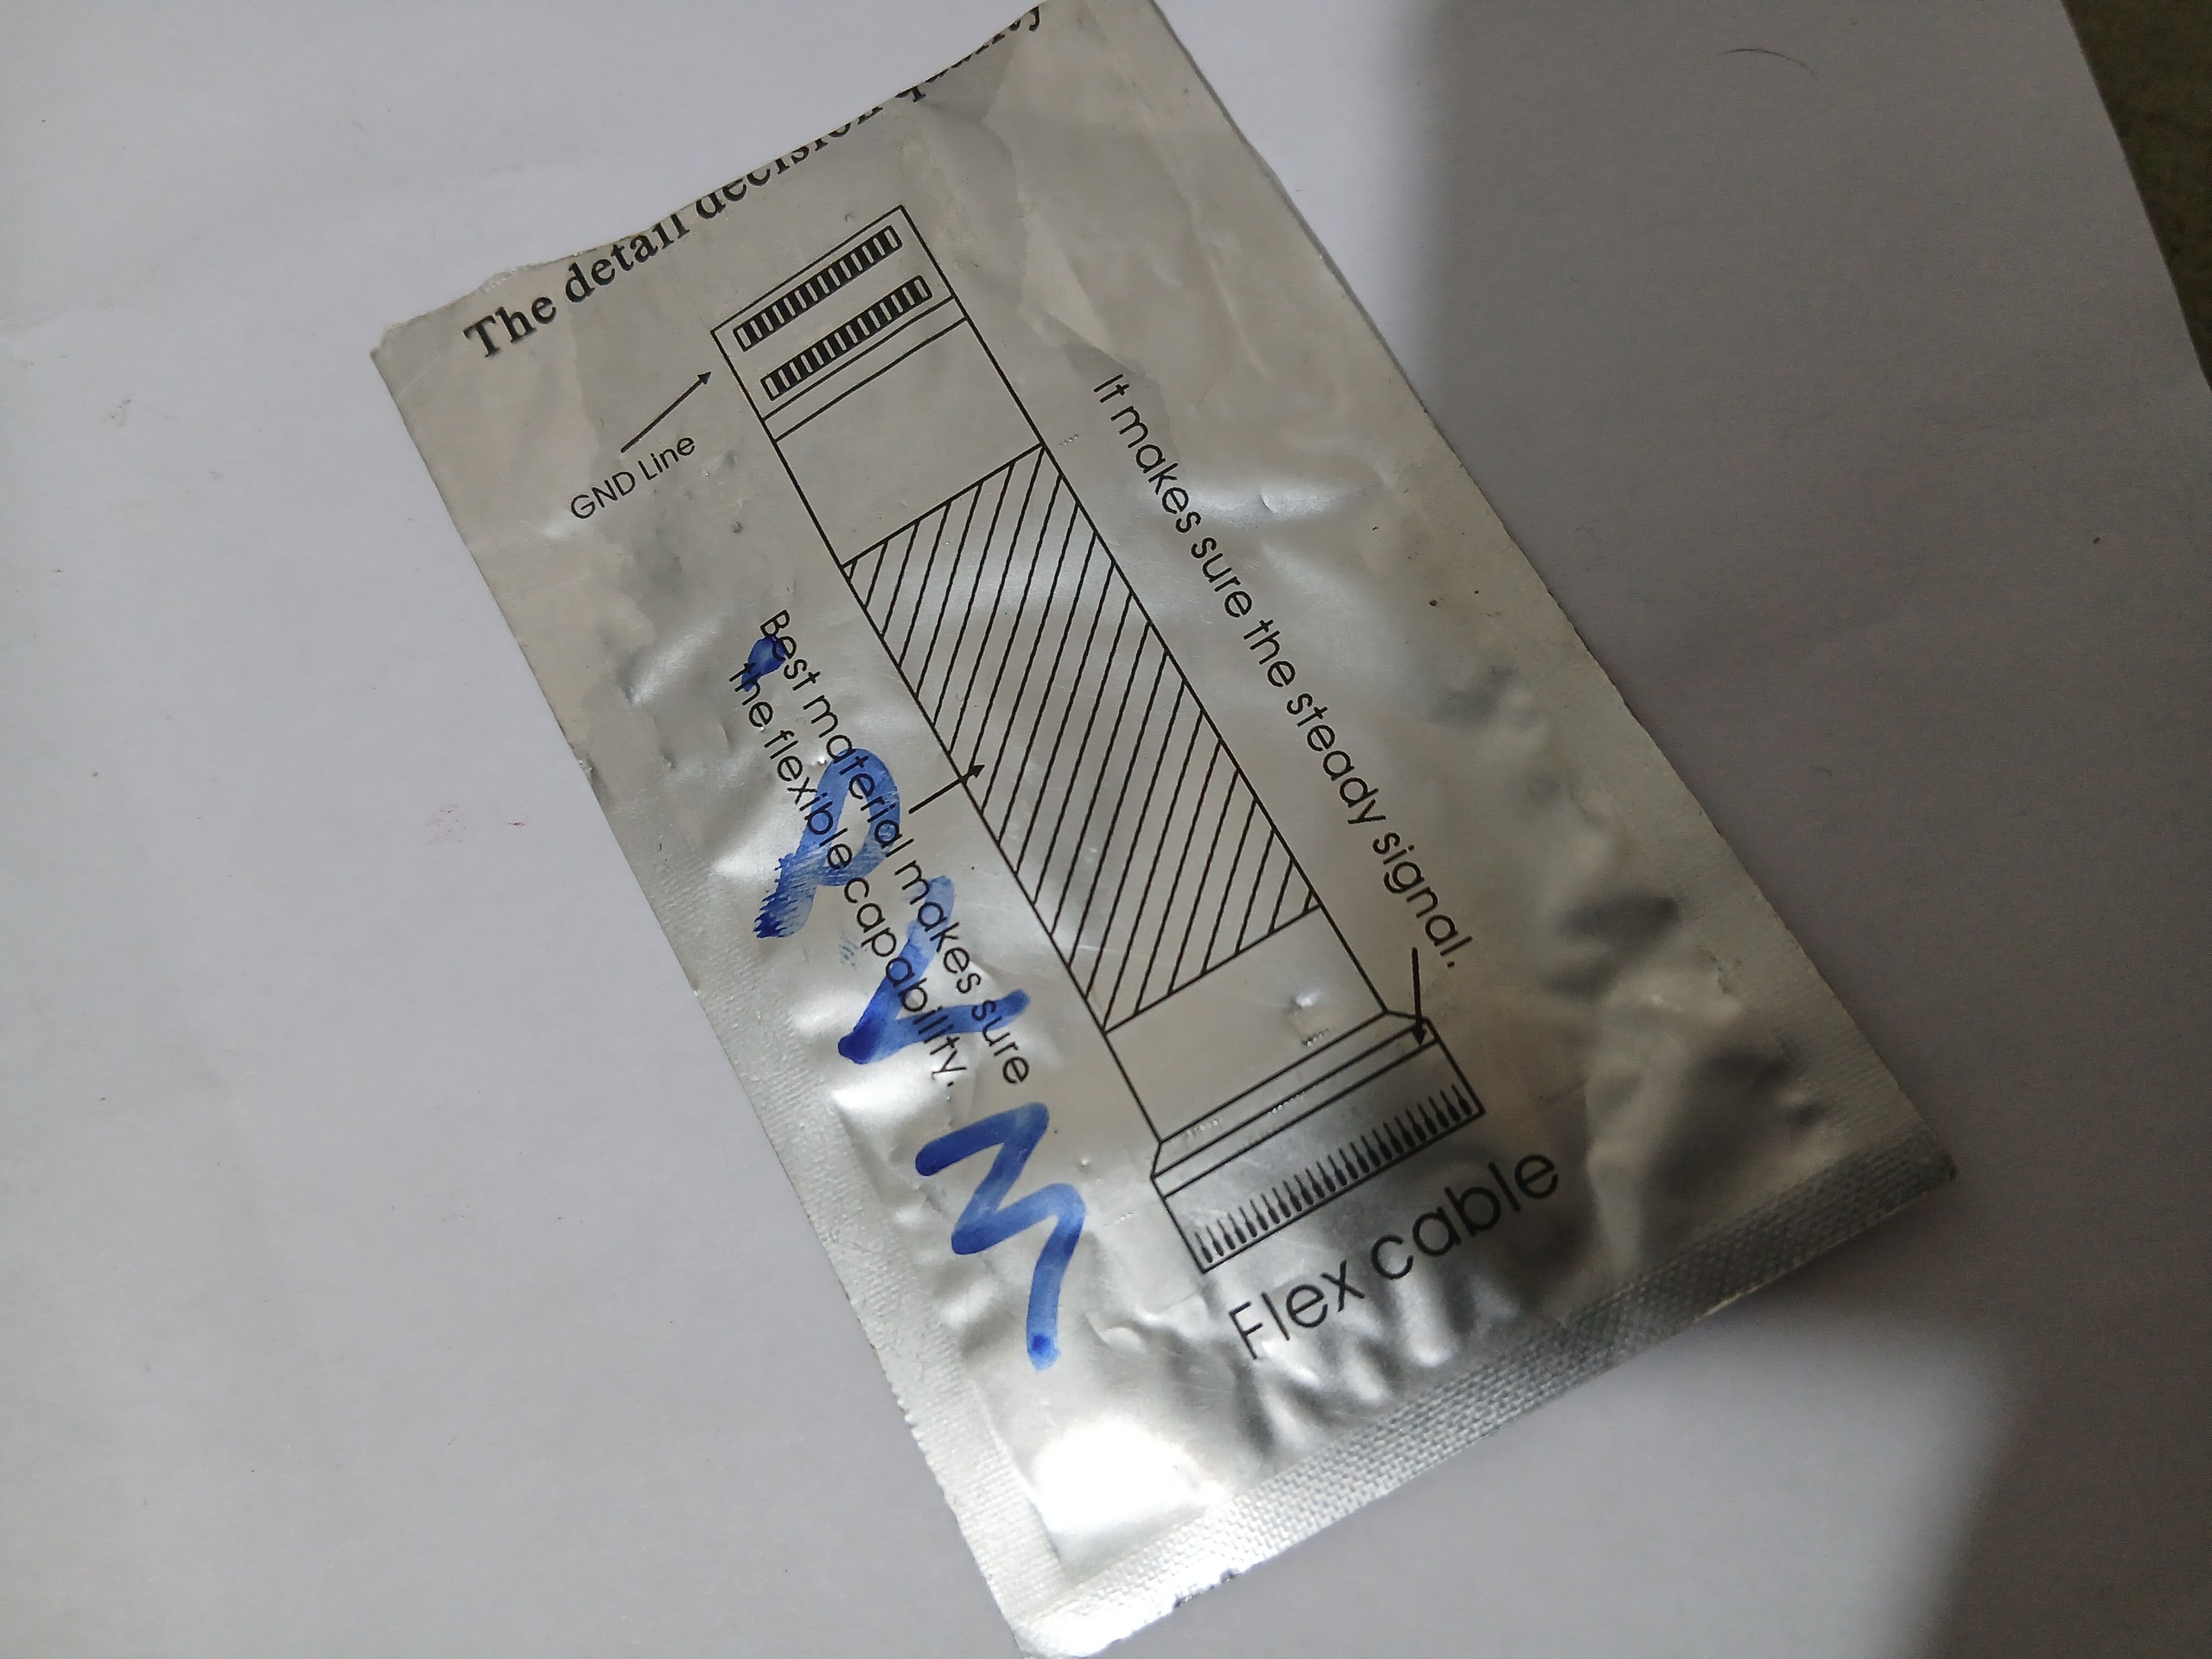 The detail decision quality
GND Line
It makes sure the steady signal.
Best material makes sure
the flexible capability.
Flex cable